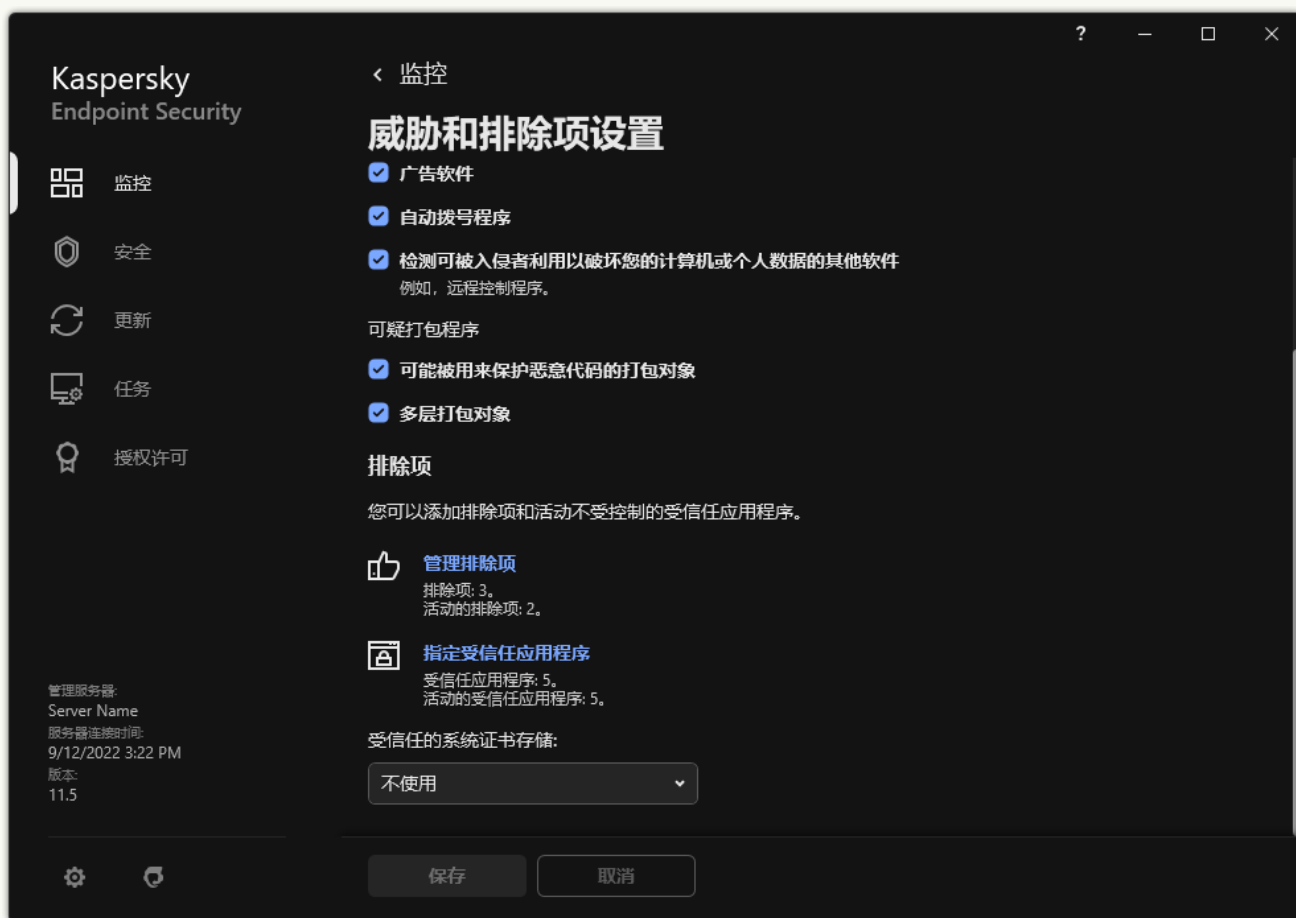 ?
Kaspersky
Endpoint Security
监控
安全
更新
任务
授权许可
管理服务器:
Server Name
服务器连接时间:
9/12/2022 3:22 PM
版本:
11.5
监控
威胁和排除项设置
广告软件
自动拨号程序
检测可被入侵者利用以破坏您的计算机或个人数据的其他软件
例如，远程控制程序。
可疑打包程序
可能被用来保护恶意代码的打包对象
多层打包对象
排除项
您可以添加排除项和活动不受控制的受信任应用程序。
管理排除项
排除项: 3。
活动的排除项: 2。
指定受信任应用程序
受信任应用程序: 5。
活动的受信任应用程序: 5。
受信任的系统证书存储:
不使用
保存
取消